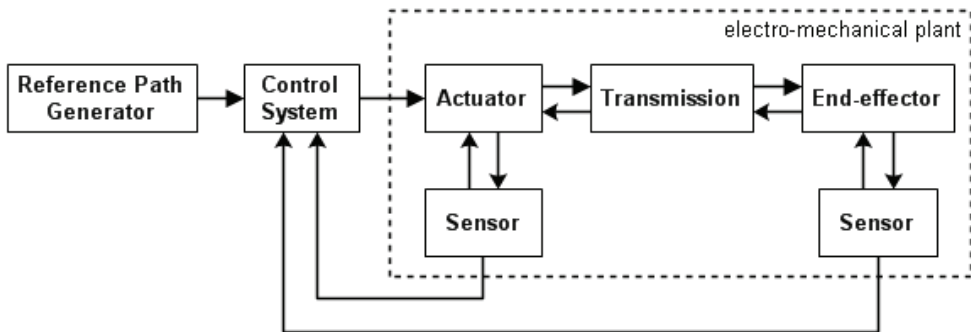 electro-mechanical plant
Reference Path
Generator
Control
System
Actuator
Transmission
End-effector
Sensor
Sensor